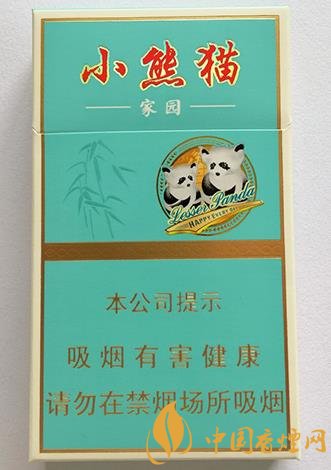 小熊猫
家园
Lesser Panda
HAPPY EVERY DAY
本公司提示
吸烟有害健康
请勿在禁烟场所吸烟
中国香烟网